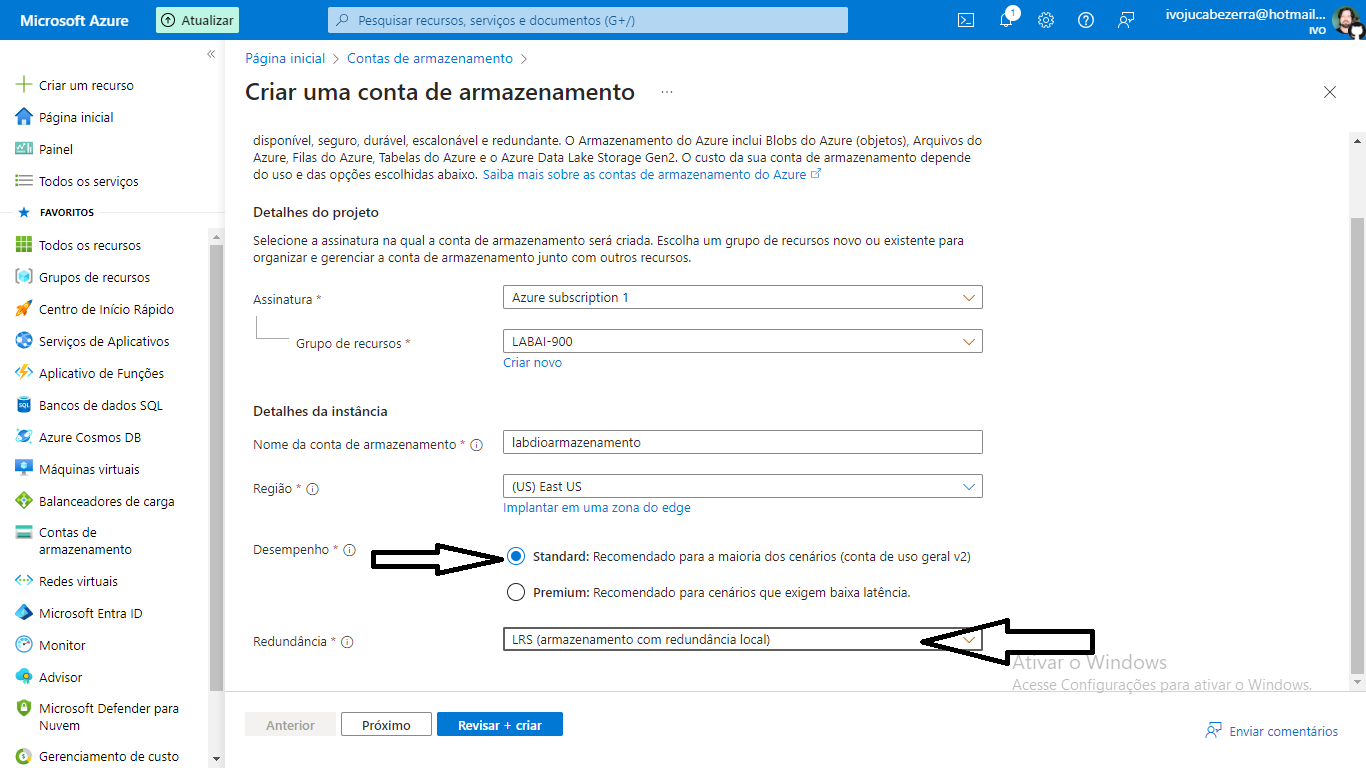 Microsoft Azure
Atualizar
Pesquisar recursos, serviços e documentos (G+/)
1
ivojucabezerra@hotmail...
IVO
«
Criar um recurso
Página inicial
Painel
Todos os serviços
FAVORITOS
Todos os recursos
Grupos de recursos
Centro de Início Rápido
Serviços de Aplicativos
Aplicativo de Funções
Bancos de dados SQL
Azure Cosmos DB
Máquinas virtuais
Balanceadores de carga
Contas de
armazenamento
Redes virtuais
Microsoft Entra ID
Monitor
Advisor
Microsoft Defender para
Nuvem
Gerenciamento de custo
Página inicial > Contas de armazenamento >
Criar uma conta de armazenamento ...
disponível, seguro, durável, escalonável e redundante. O Armazenamento do Azure inclui Blobs do Azure (objetos), Arquivos do
Azure, Filas do Azure, Tabelas do Azure e o Azure Data Lake Storage Gen2. O custo da sua conta de armazenamento depende
do uso e das opções escolhidas abaixo. Saiba mais sobre as contas de armazenamento do Azure
Detalhes do projeto
Selecione a assinatura na qual a conta de armazenamento será criada. Escolha um grupo de recursos novo ou existente para
organizar e gerenciar a conta de armazenamento junto com outros recursos.
Assinatura * Azure subscription 1
Grupo de recursos * LABAI-900
Criar novo
Detalhes da instância
Nome da conta de armazenamento * labdioarmazenamento
Região * (US) East US
Implantar em uma zona do edge
Desempenho * Standard: Recomendado para a maioria dos cenários (conta de uso geral v2)
Premium: Recomendado para cenários que exigem baixa latência.
Redundância * LRS (armazenamento com redundância local)
Ativar o Windows
Acesse Configurações para ativar o Windows.
Anterior Próximo Revisar + criar
Enviar comentários